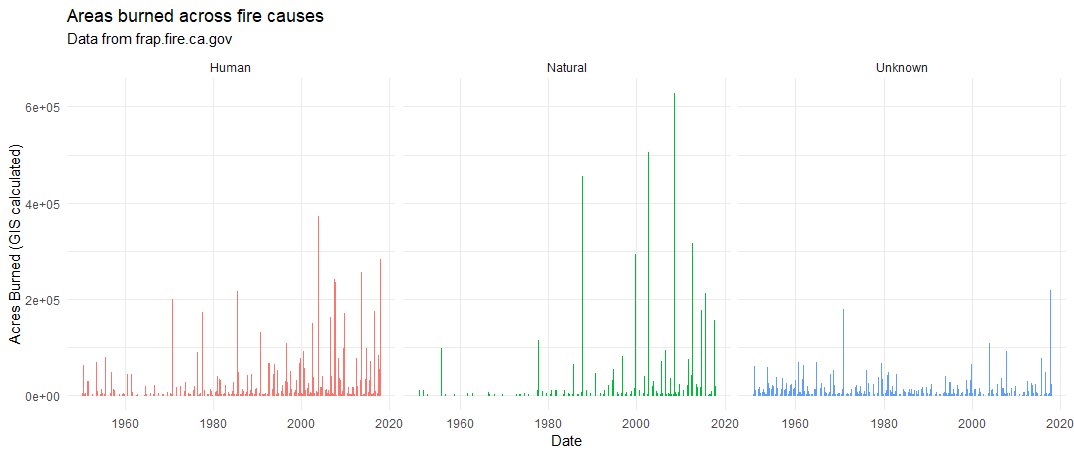 Areas burned across fire causes
Data from frap.fire.ca.gov
Human Natural Unknown
Acres Burned (GIS calculated)
6e+05
4e+05
2e+05
0e+00
1960 1980 2000 2020 1960 1980 2000 2020 1960 1980 2000 2020
Date